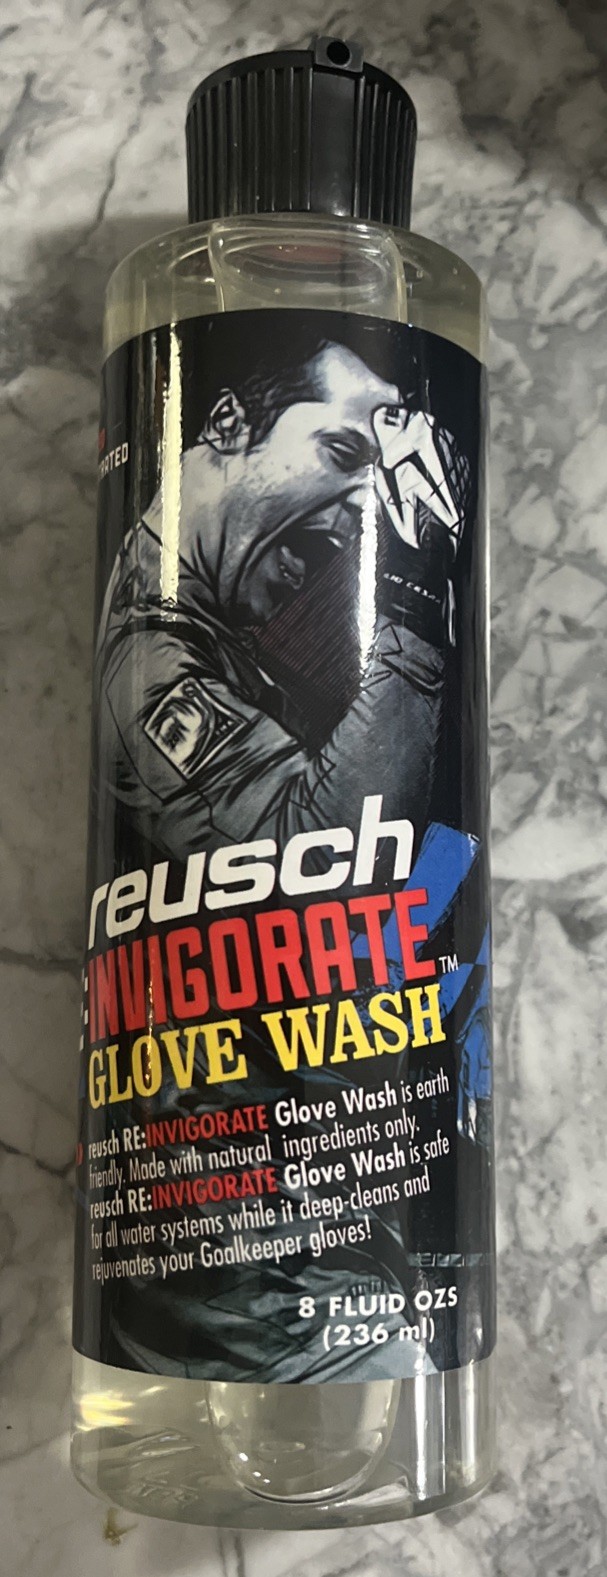 RATED
reusch
E:INVIGORATE™
GLOVE WASH
reusch RE:INVIGORATE Glove Wash is earth
friendly. Made with natural ingredients only.
reusch RE:INVIGORATE Glove Wash is safe
for all water systems while it deep-cleans and
rejuvenates your Goalkeeper gloves!
8 FLUID OZS
(236 ml)